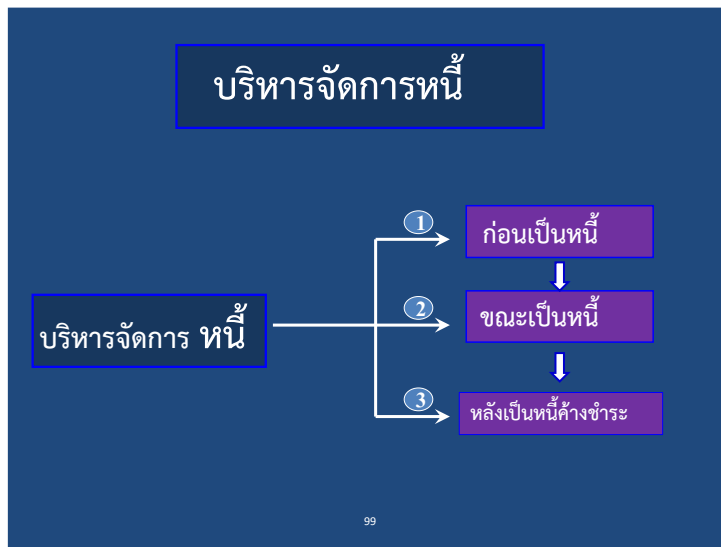 บริหารจัดการหนี้
1
ก่อนเป็นหนี้
บริหารจัดการ หนี้
2
ขณะเป็นหนี้
3
หลังเป็นหนี้ค้างชำระ
99